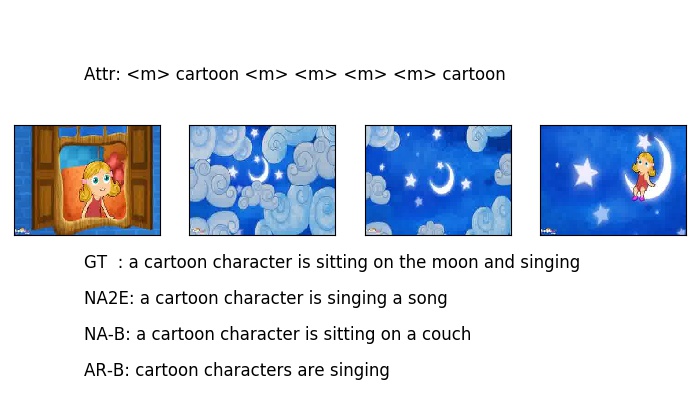 Attr: <m> cartoon <m> <m> <m> <m> cartoon
GT : a cartoon character is sitting on the moon and singing
NA2E: a cartoon character is singing a song
NA-B: a cartoon character is sitting on a couch
AR-B: cartoon characters are singing